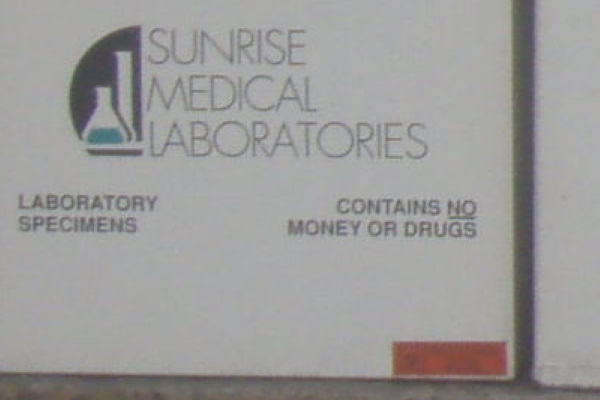 SUNRISE
MEDICAL
LABORATORIES
LABORATORY
SPECIMENS
CONTAINS NO
MONEY OR DRUGS